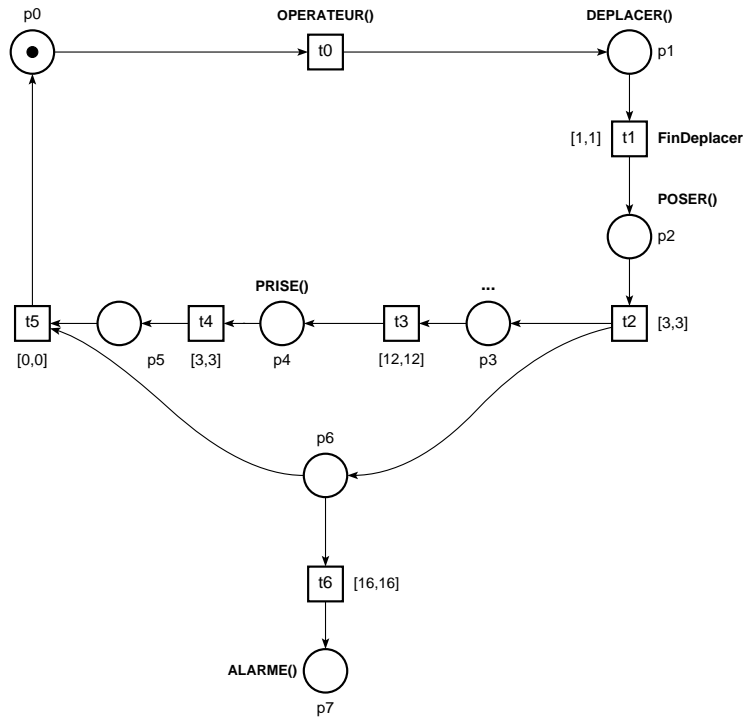 p0
OPERATEUR()
DEPLACER()
t0
p1
[1,1]
t1
FinDeplacer
POSER()
p2
PRISE()
...
t5
t4
t3
t2
[3,3]
[0,0]
p5
[3,3]
p4
[12,12]
p3
p6
t6
[16,16]
ALARME()
p7